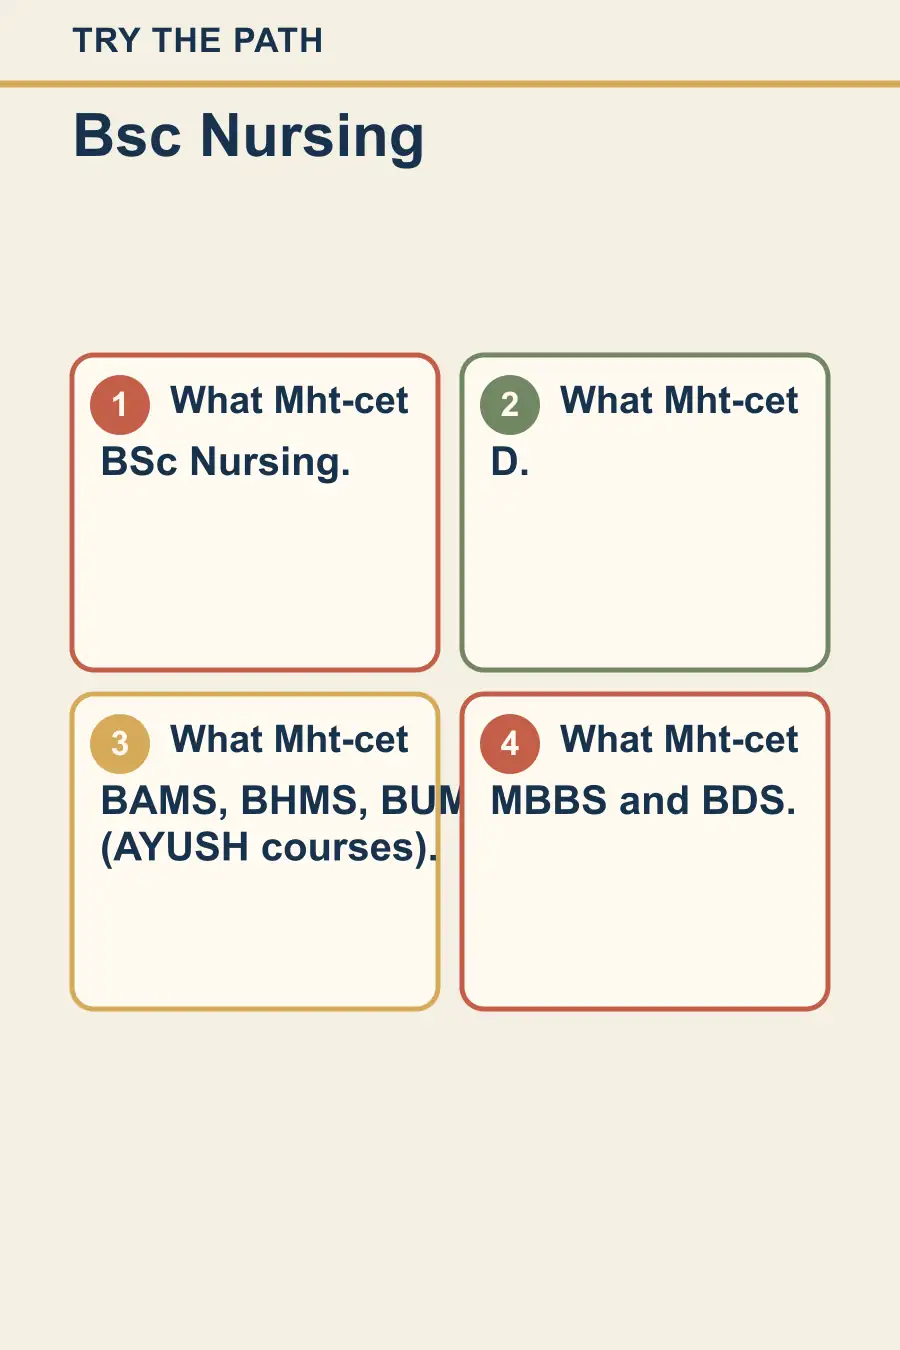 TRY THE PATH
Bsc Nursing
1 What Mht-cet
BSc Nursing.
2 What Mht-cet
D.
3 What Mht-cet
BAMS, BHMS, BUM
(AYUSH courses).
4 What Mht-cet
MBBS and BDS.